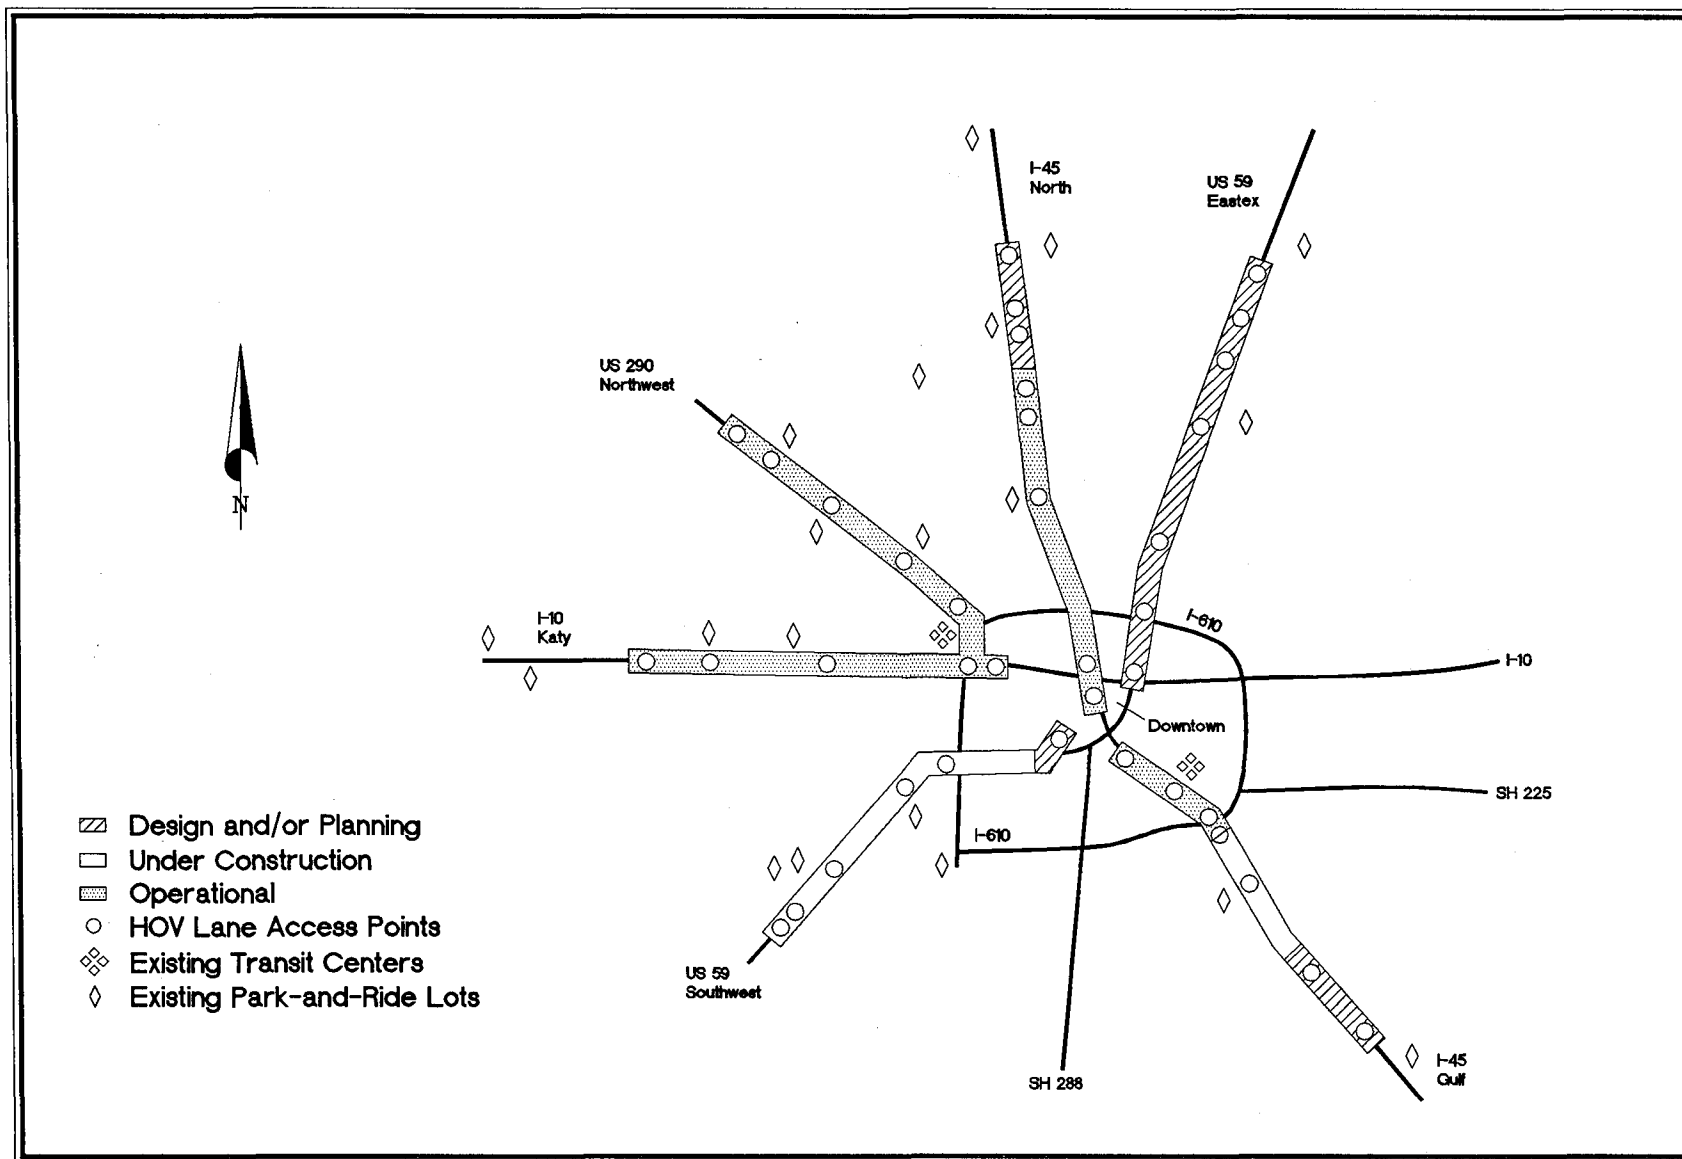 I-45
North
US 59
Eastex
US 290
Northwest
N
I-10
Katy
I-610
I-10
Downtown
SH 225
I-610
Design and/or Planning
Under Construction
Operational
HOV Lane Access Points
Existing Transit Centers
Existing Park-and-Ride Lots
US 59
Southwest
SH 288
I-45
Gulf